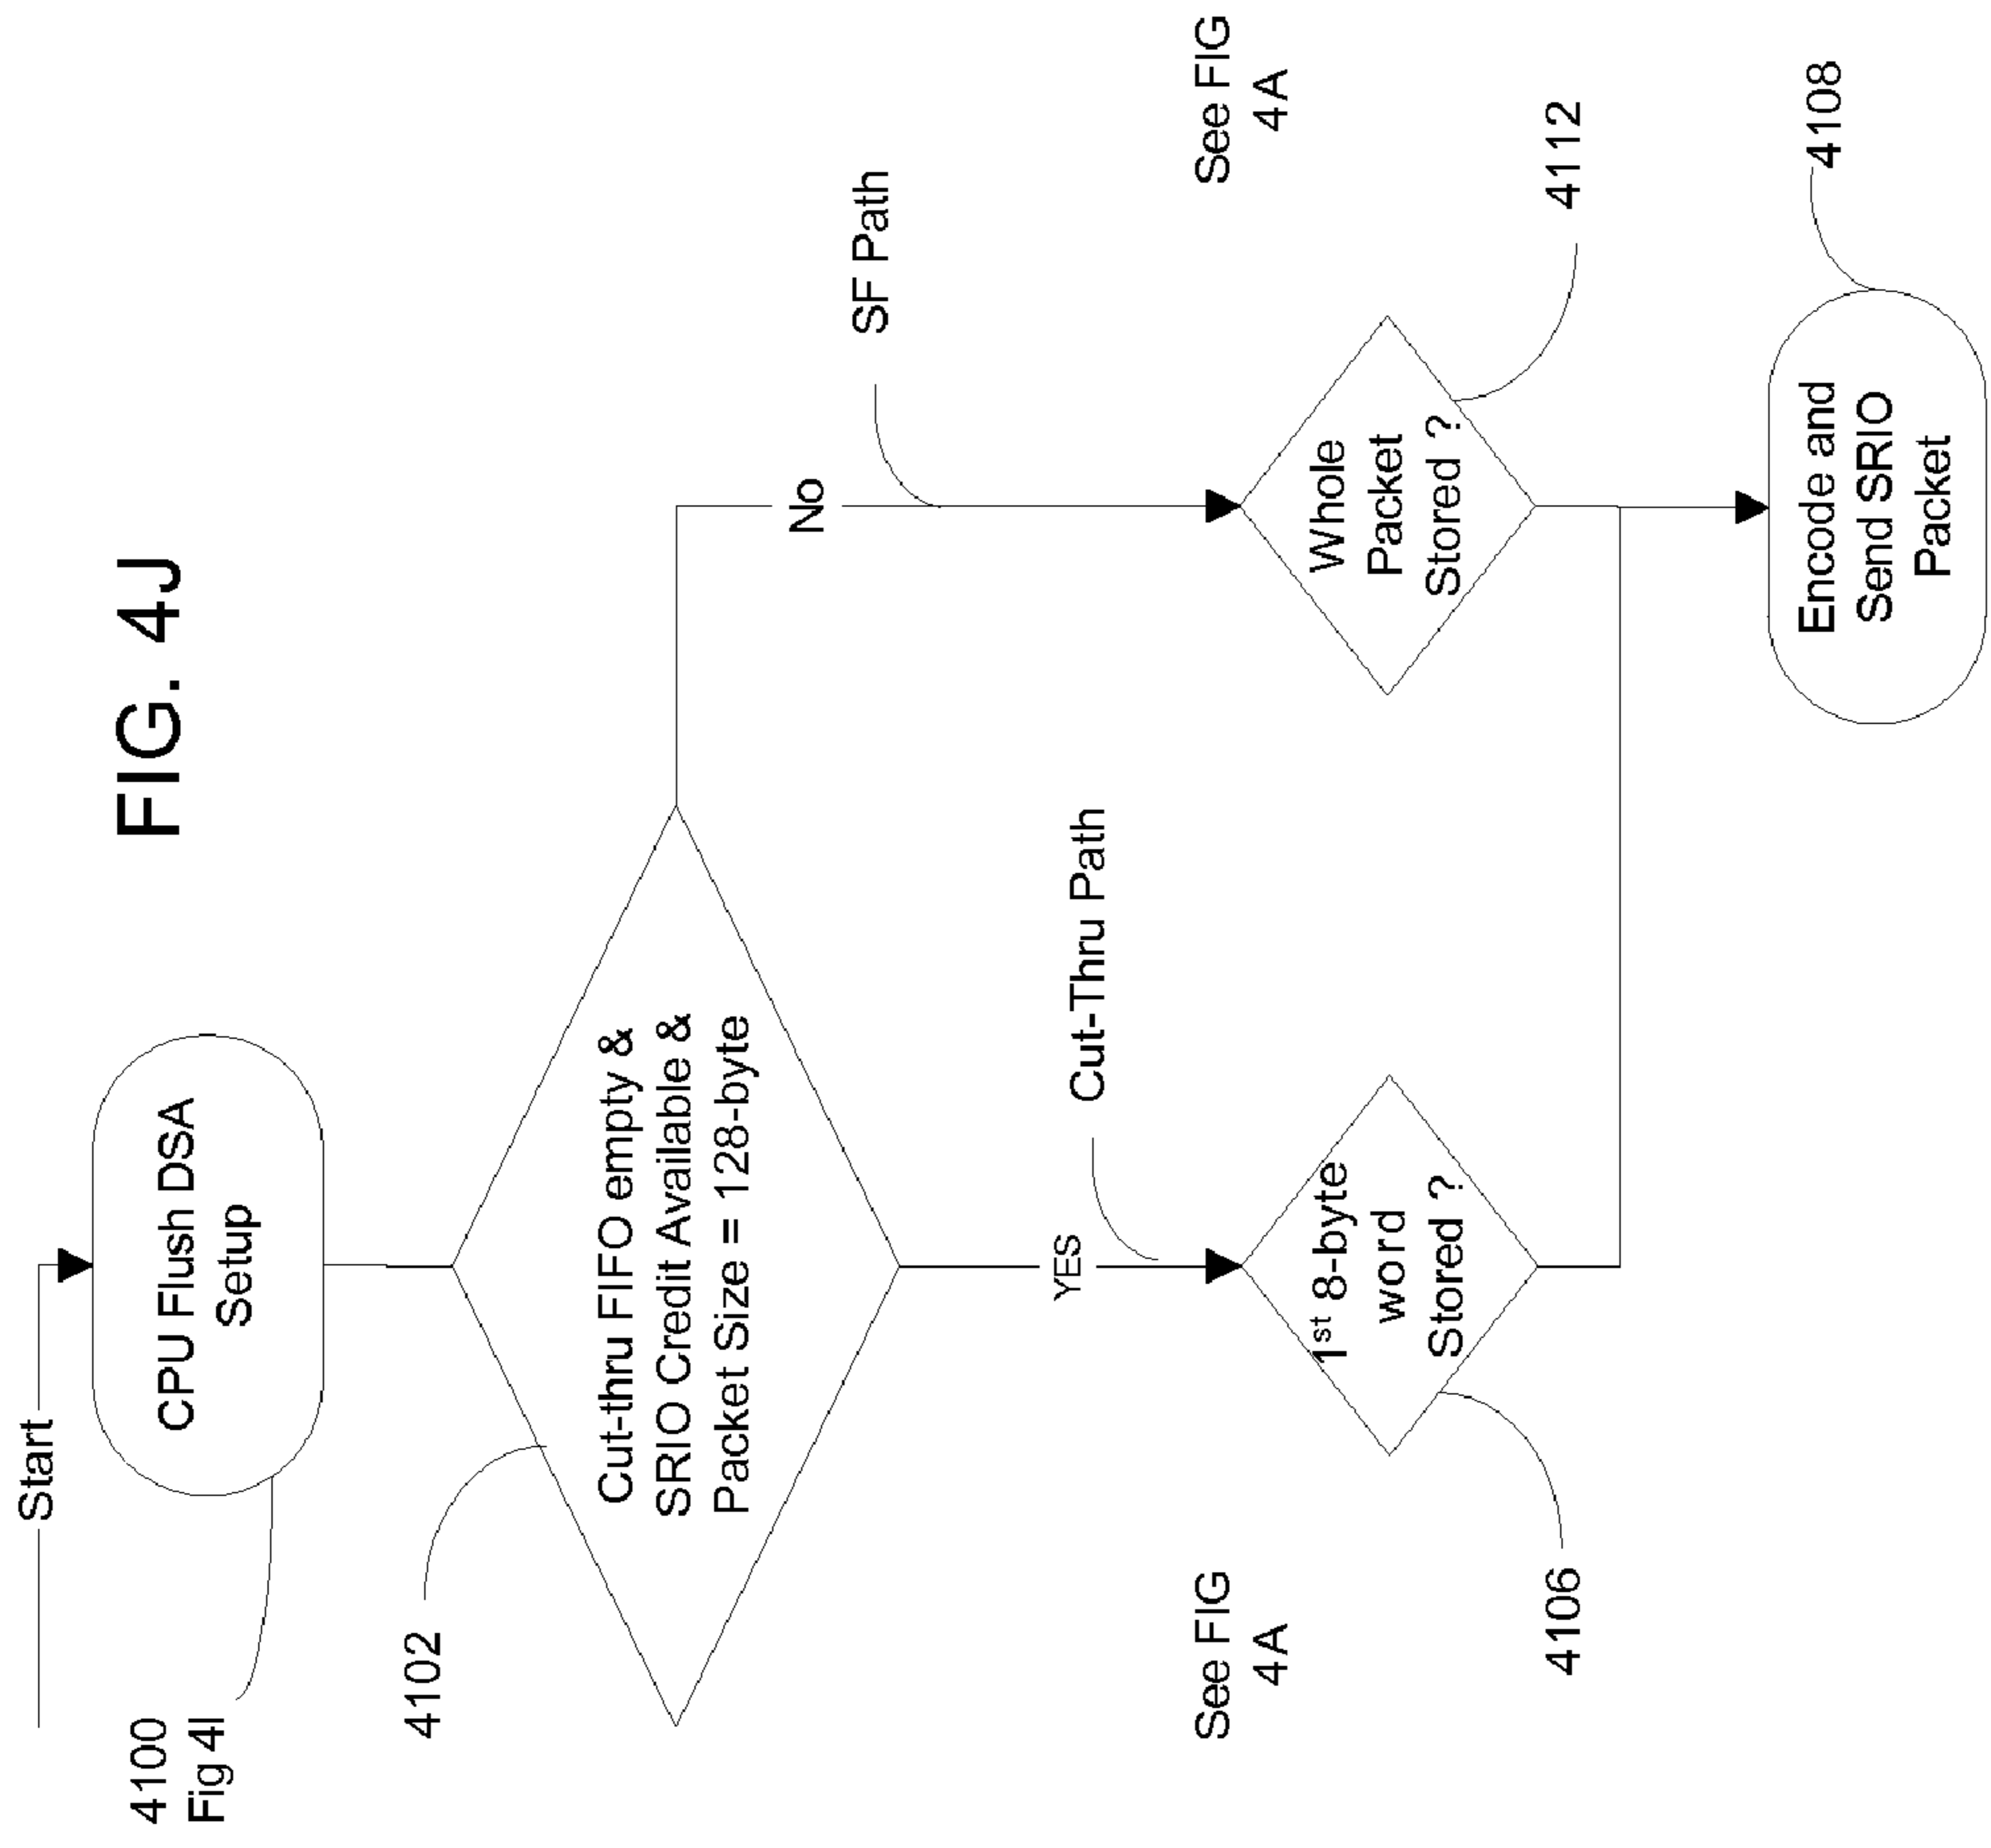 FIG. 4J
Start
CPU Flush DSA
Setup
4100
Fig 4I
4102
Cut-thru FIFO empty &
SRIO Credit Available &
Packet Size = 128-byte
No
SF Path
YES
Cut-Thru Path
See FIG
4A
1st 8-byte
word
Stored ?
4106
Whole
Packet
Stored ?
See FIG
4A
4112
Encode and
Send SRIO
Packet
4108